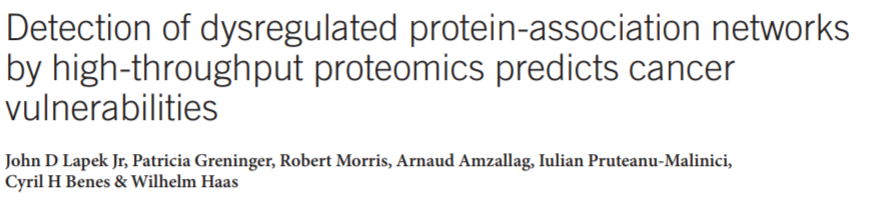 Detection of dysregulated protein-association networks
by high-throughput proteomics predicts cancer
vulnerabilities
John D Lapek Jr, Patricia Greninger, Robert Morris, Arnaud Amzallag, Iulian Pruteanu-Malinici,
Cyril H Benes & Wilhelm Haas